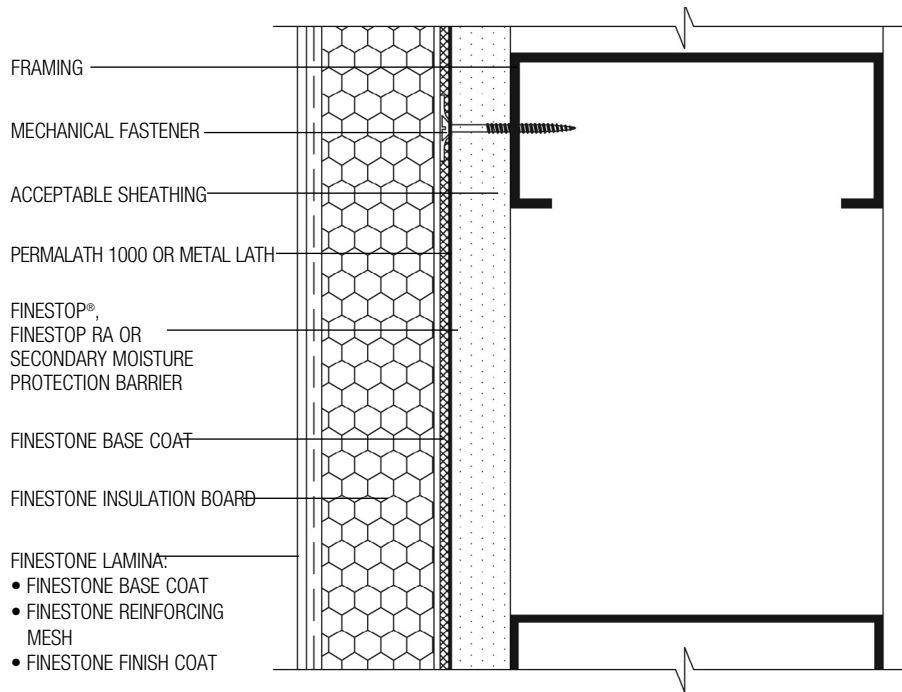 FRAMING
MECHANICAL FASTENER
ACCEPTABLE SHEATHING
PERMALATH 1000 OR METAL LATH
FINESTOP®,
FINESTOP RA OR
SECONDARY MOISTURE
PROTECTION BARRIER
FINESTONE BASE COAT
FINESTONE INSULATION BOARD
FINESTONE LAMINA:
• FINESTONE BASE COAT
• FINESTONE REINFORCING
MESH
• FINESTONE FINISH COAT